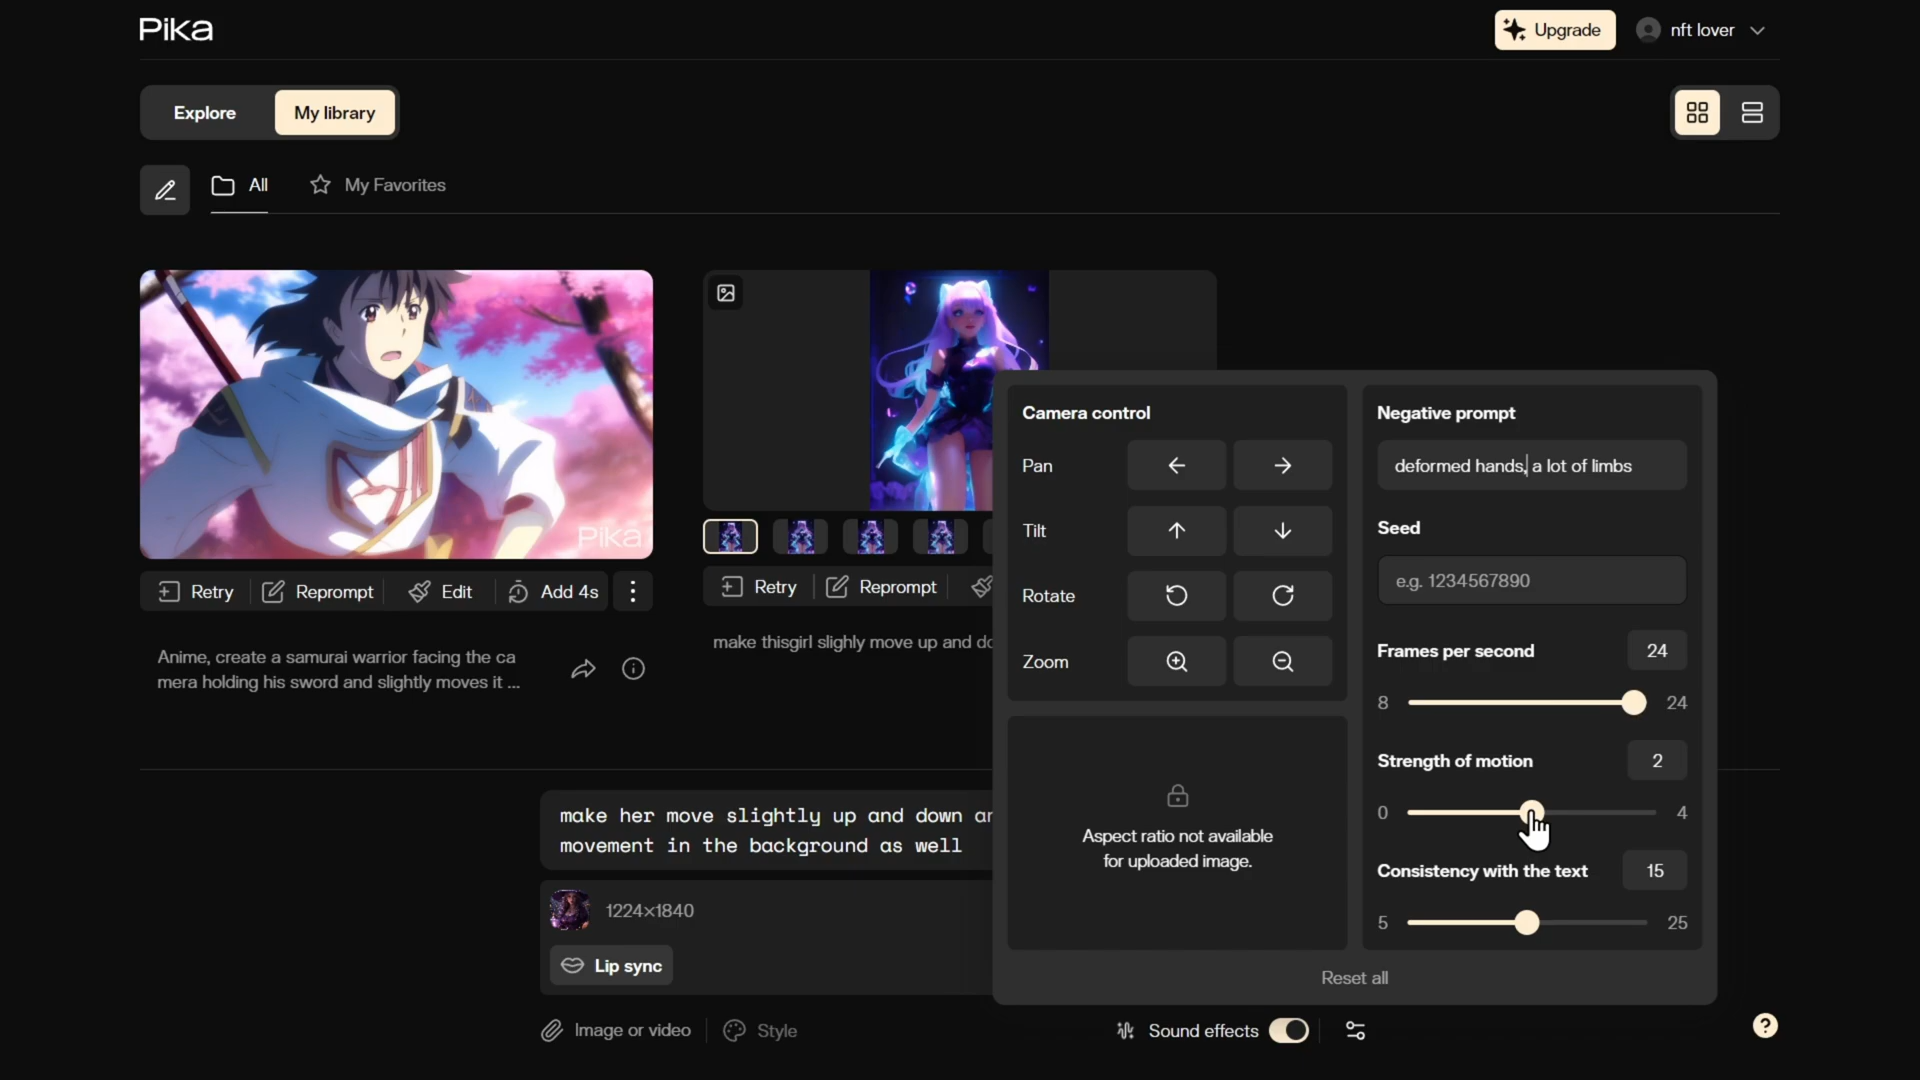 Pika
Upgrade
nft lover
Explore
My library
All
My Favorites
Pika
Retry
Reprompt
Edit
Add 4s
Anime, create a samurai warrior facing the ca
mera holding his sword and slightly moves it ...
Retry
Reprompt
make thisgirl slighly move up and do
Camera control
Pan
Tilt
Rotate
Zoom
Aspect ratio not available
for uploaded image.
Negative prompt
deformed hands, a lot of limbs
Seed
e.g. 1234567890
Frames per second
24
8
24
Strength of motion
2
0
4
Consistency with the text
15
5
25
Reset all
make her move slightly up and down an
movement in the background as well
1224×1840
Lip sync
Image or video
Style
Sound effects
?